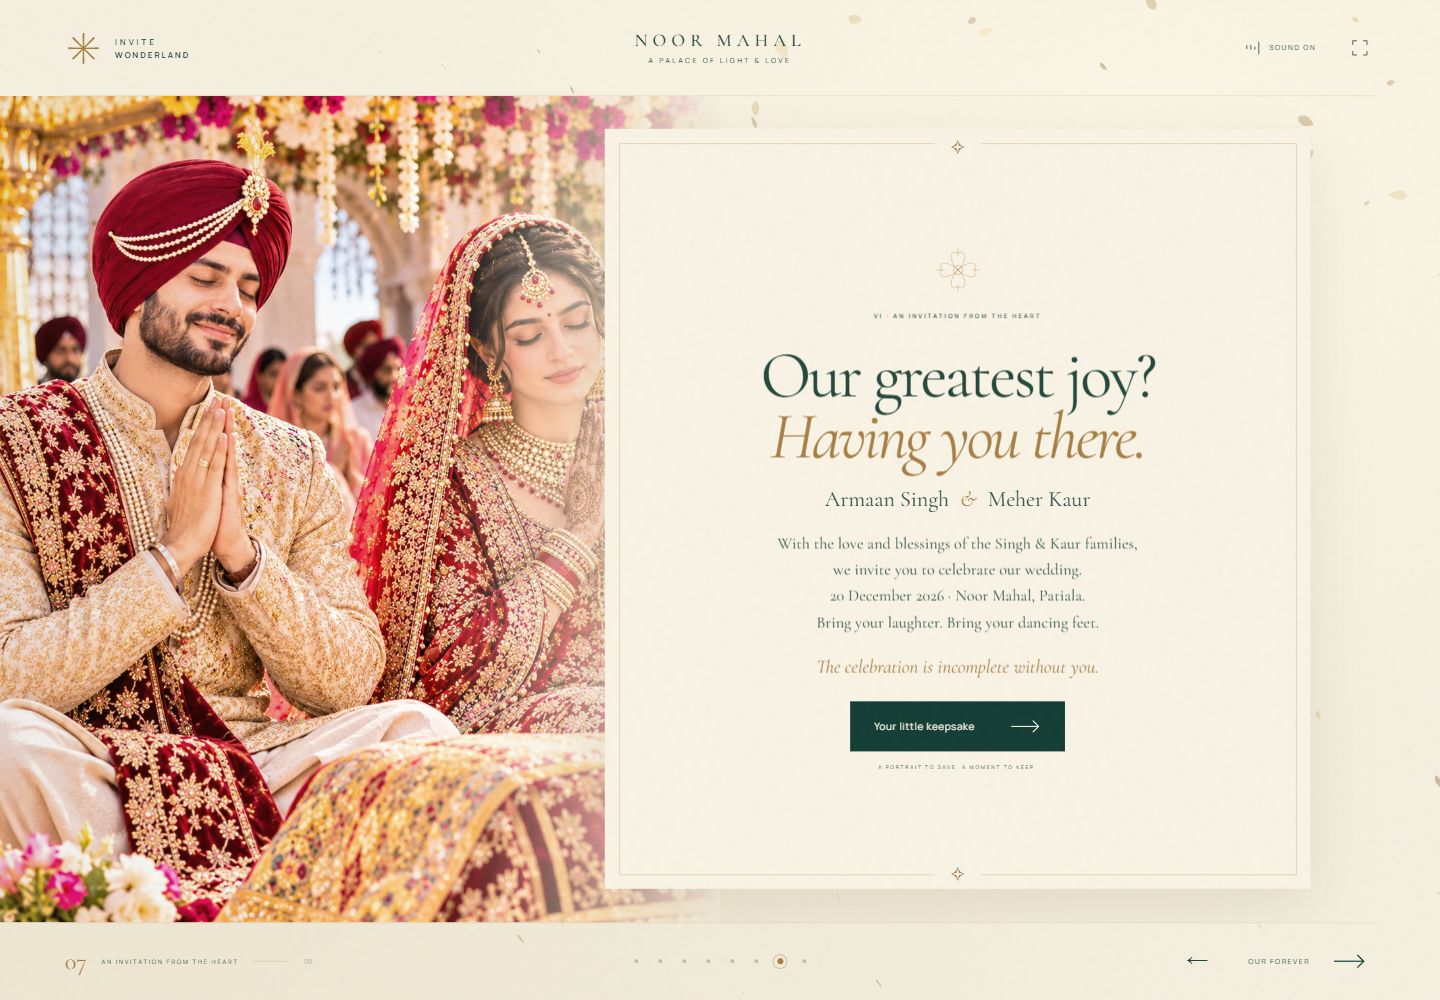 INVITE
WONDERLAND
NOOR MAHAL
A PALACE OF LIGHT & LOVE
SOUND ON
VI · AN INVITATION FROM THE HEART
Our greatest joy?
Having you there.
Armaan Singh & Meher Kaur
With the love and blessings of the Singh & Kaur families,
we invite you to celebrate our wedding.
20 December 2026 · Noor Mahal, Patiala.
Bring your laughter. Bring your dancing feet.
The celebration is incomplete without you.
Your little keepsake
A PORTRAIT TO SAVE. A MOMENT TO KEEP.
07 AN INVITATION FROM THE HEART 08
OUR FOREVER